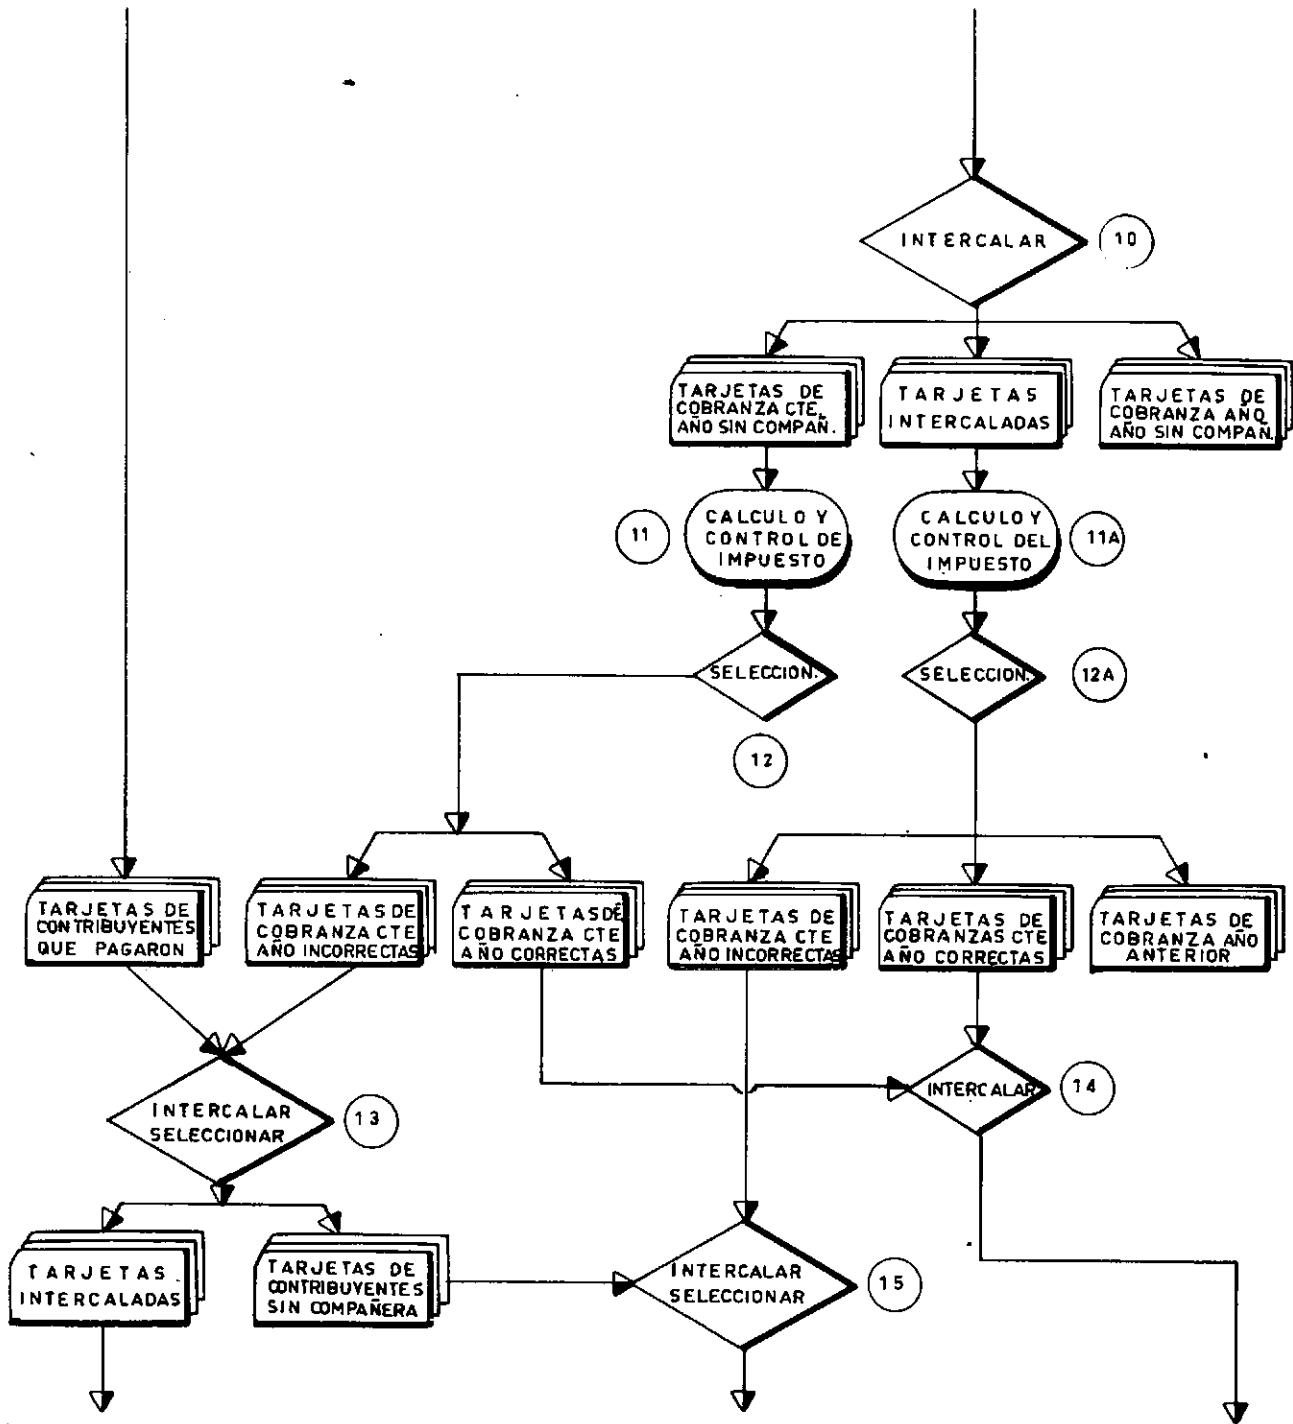 INTERCALAR
10
TARJETAS DE
COBRANZA CTE,
AÑO SIN COMPAÑ.
TARJETAS
INTERCALADAS
TARJETAS DE
COBRANZA AÑO
AÑO SIN COMPAÑ.
11
CALCULO Y
CONTROL DE
IMPUESTO
CALCULO Y
CONTROL DEL
IMPUESTO
11A
SELECCION.
SELECCION.
12A
12
TARJETAS DE
CONTRIBUYENTES
QUE PAGARON
TARJETAS DE
COBRANZA CTE
AÑO INCORRECTAS
TARJETAS DE
COBRANZA CTE
AÑO CORRECTAS
TARJETAS DE
COBRANZA CTE
AÑO INCORRECTAS
TARJETAS DE
COBRANZAS CTE
AÑO CORRECTAS
TARJETAS DE
COBRANZA AÑO
ANTERIOR
INTERCALAR
SELECCIONAR
13
INTERCALAR
14
TARJETAS
INTERCALADAS
TARJETAS DE
CONTRIBUYENTES
SIN COMPAÑERA
INTERCALAR
SELECCIONAR
15